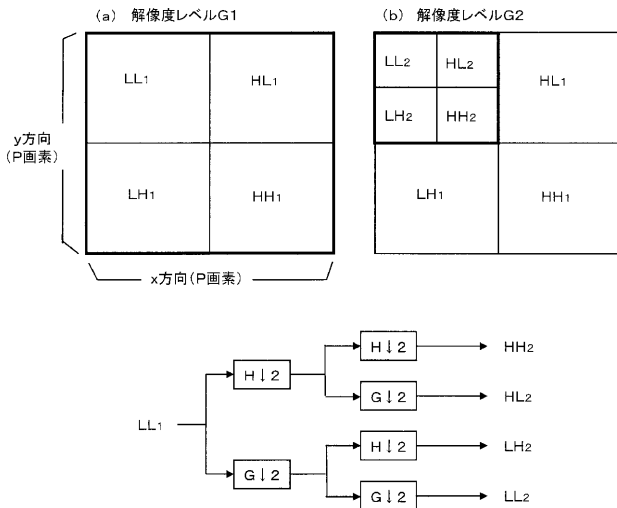 (a) 解像度レベルG1
(b) 解像度レベルG2
LL1
HL1
LH1
HH1
y方向
(P画素)
x方向(P画素)
LL2
HL2
LH2
HH2
HL1
LH1
HH1
LL1
H↓2
G↓2
H↓2
G↓2
H↓2
G↓2
HH2
HL2
LH2
LL2